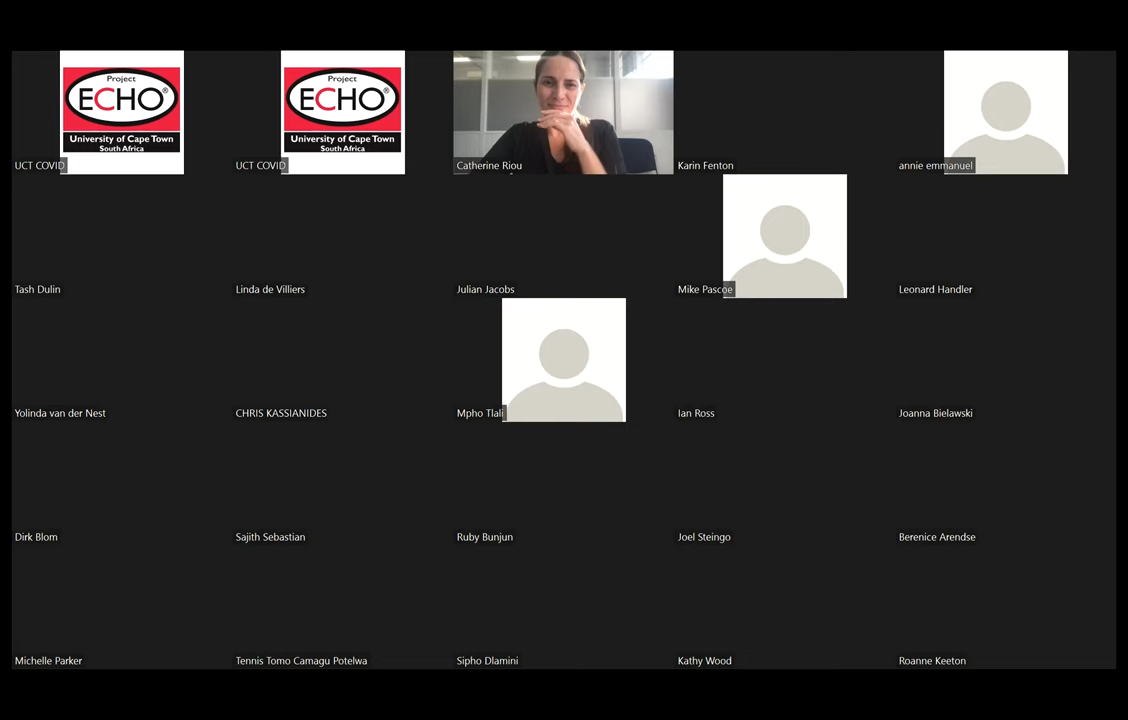 Project
ECHO®
University of Cape Town
South Africa
UCT COVID
Project
ECHO®
University of Cape Town
South Africa
UCT COVID
Catherine Riou
Karin Fenton
annie emmanuel
Tash Dulin
Linda de Villiers
Julian Jacobs
Mike Pascoe
Leonard Handler
Yolinda van der Nest
CHRIS KASSIANIDES
Mpho Tlali
Ian Ross
Joanna Bielawski
Dirk Blom
Sajith Sebastian
Ruby Bunjun
Joel Steingo
Berenice Arendse
Michelle Parker
Tennis Tomo Camagu Potelwa
Sipho Dlamini
Kathy Wood
Roanne Keeton